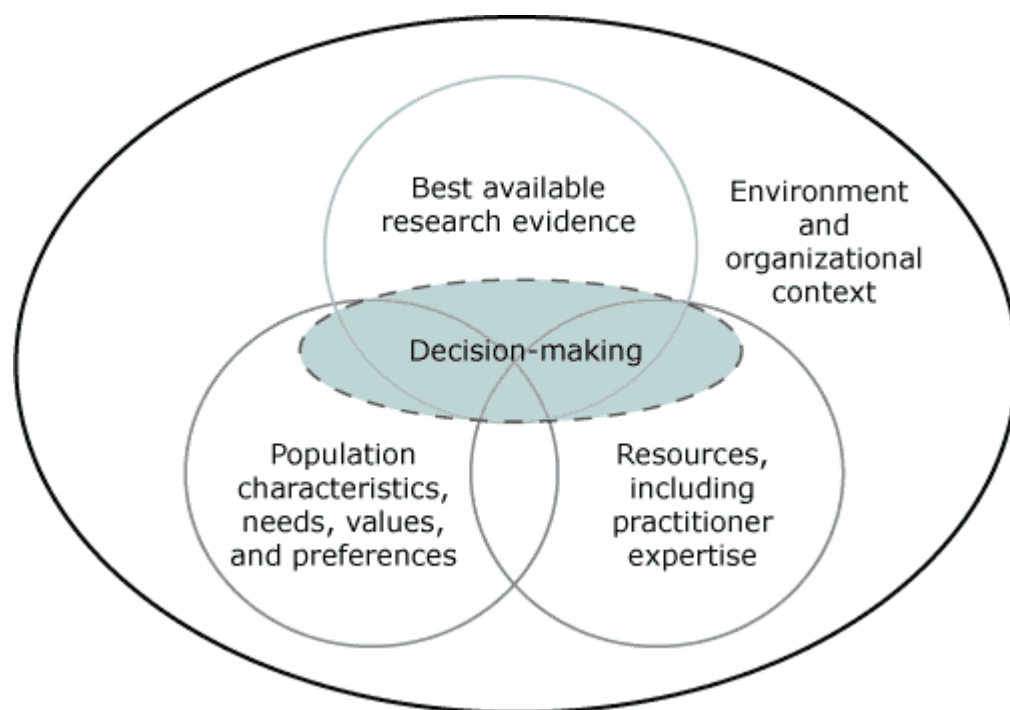 Best available
research evidence
Environment
and
organizational
context
Decision-making
Population
characteristics,
needs, values,
and preferences
Resources,
including
practitioner
expertise